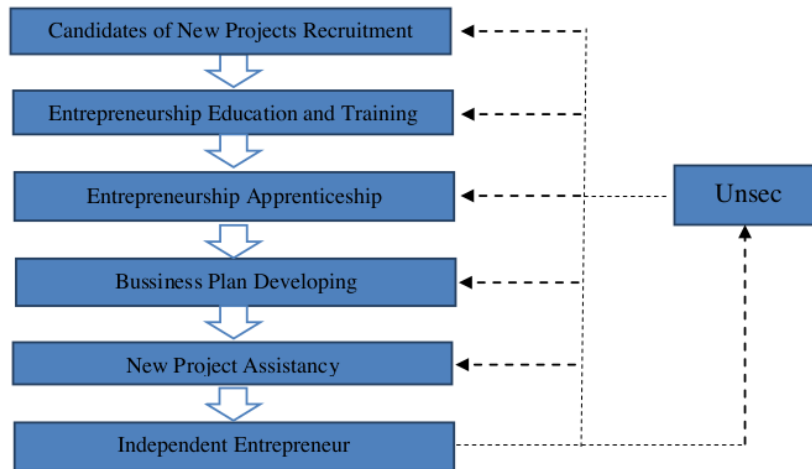 Candidates of New Projects Recruitment
Entrepreneurship Education and Training
Entrepreneurship Apprenticeship
Unsec
Bussiness Plan Developing
New Project Assistancy
Independent Entrepreneur